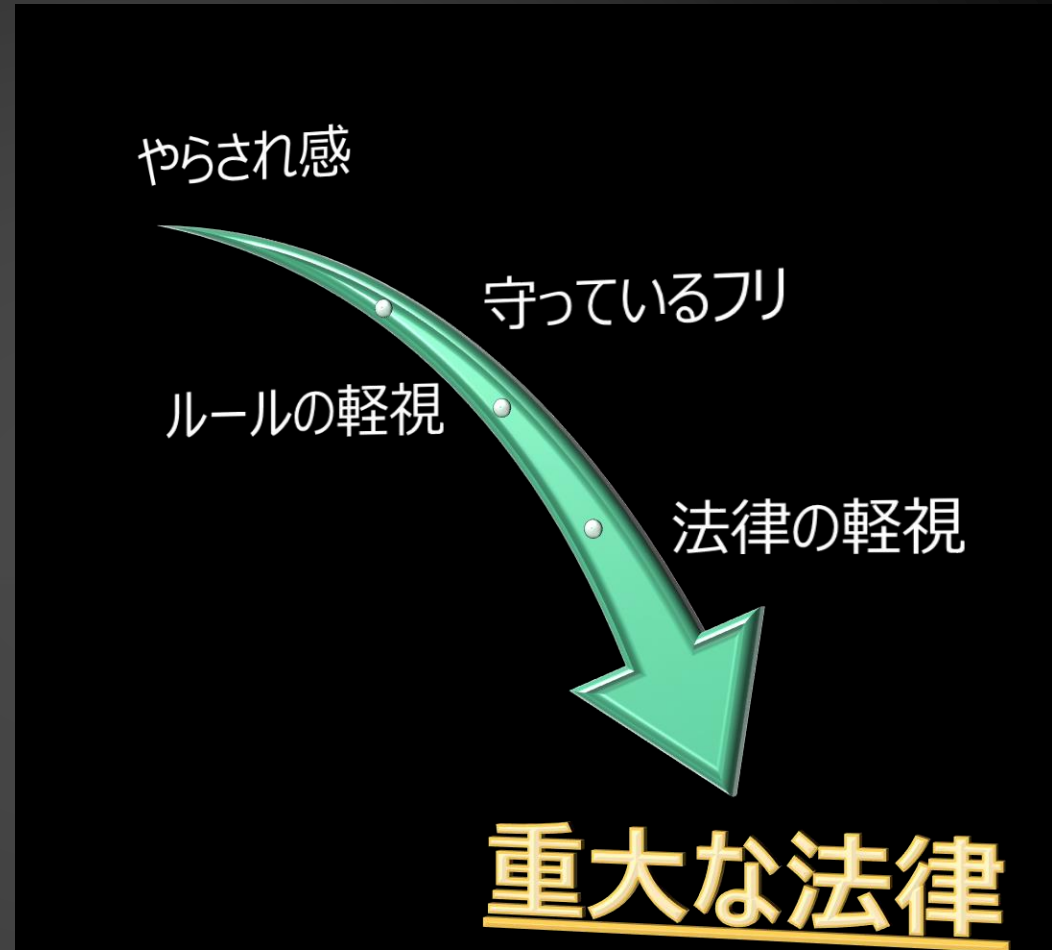 やらされ感
守っているフリ
ルールの軽視
法律の軽視
重大な法律